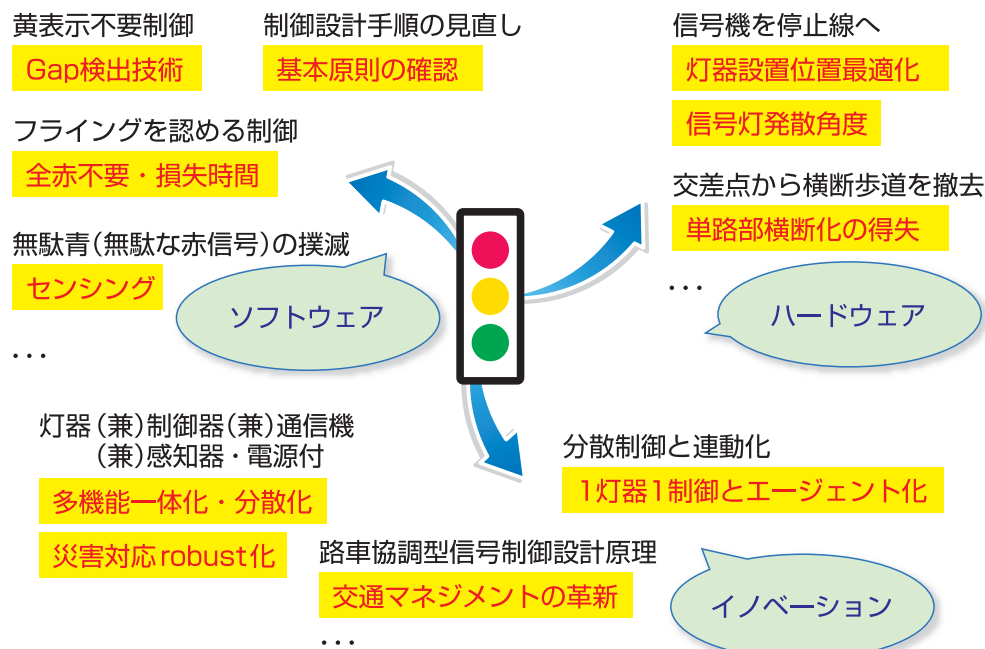 黄表示不要制御
Gap検出技術
制御設計手順の見直し
基本原則の確認
フライングを認める制御
全赤不要・損失時間
無駄青(無駄な赤信号)の撲滅
センシング
...
ソフトウェア
信号機を停止線へ
灯器設置位置最適化
信号灯発散角度
交差点から横断歩道を撤去
単路部横断化の得失
...
ハードウェア
灯器(兼)制御器(兼)通信機
(兼)感知器・電源付
多機能一体化・分散化
災害対応robust化
分散制御と連動化
1灯器1制御とエージェント化
路車協調型信号制御設計原理
交通マネジメントの革新
...
イノベーション